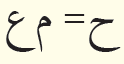 ح = م ع